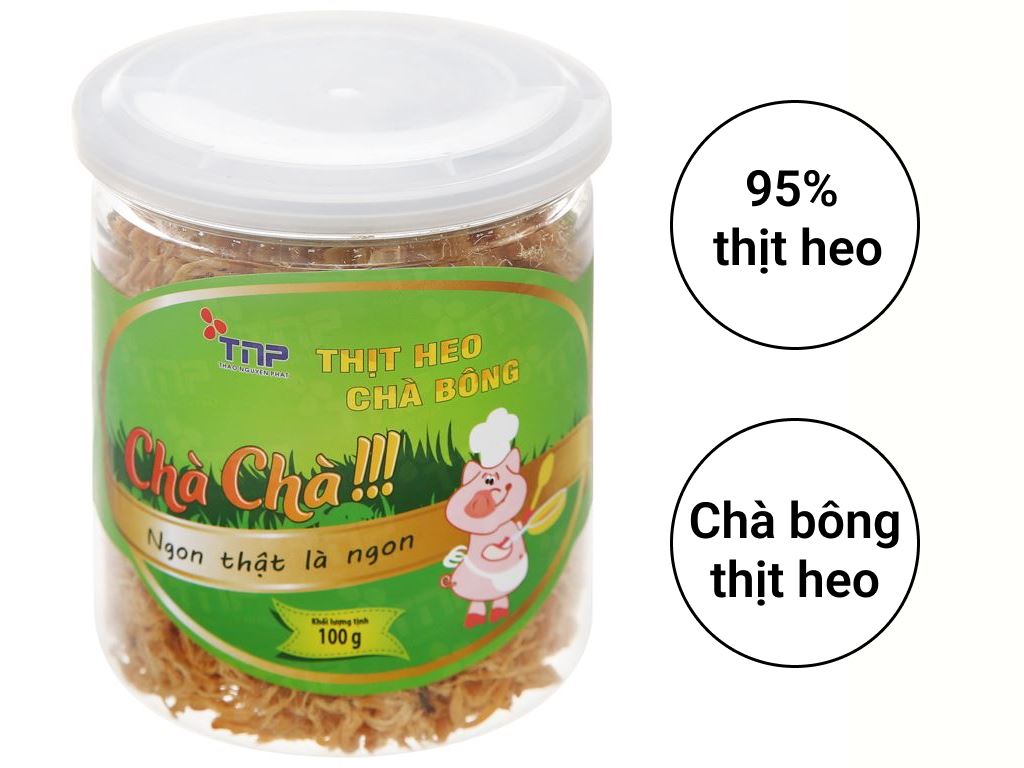 TNP
THẢO NGUYÊN PHÁT
THỊT HEO
CHÀ BÔNG
Chà Chà!!!
Ngon thật là ngon
Khối lượng tịnh
100 g
95%
thịt heo
Chà bông
thịt heo